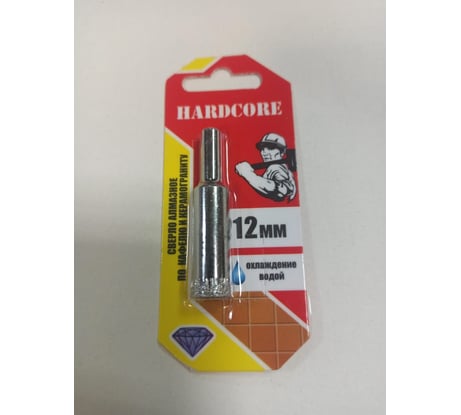 HARDCORE
СВЕРЛО АЛМАЗНОЕ
ПО КАФЕЛЮ И КЕРАМОГРАНИТУ
12мм
охлаждение
водой